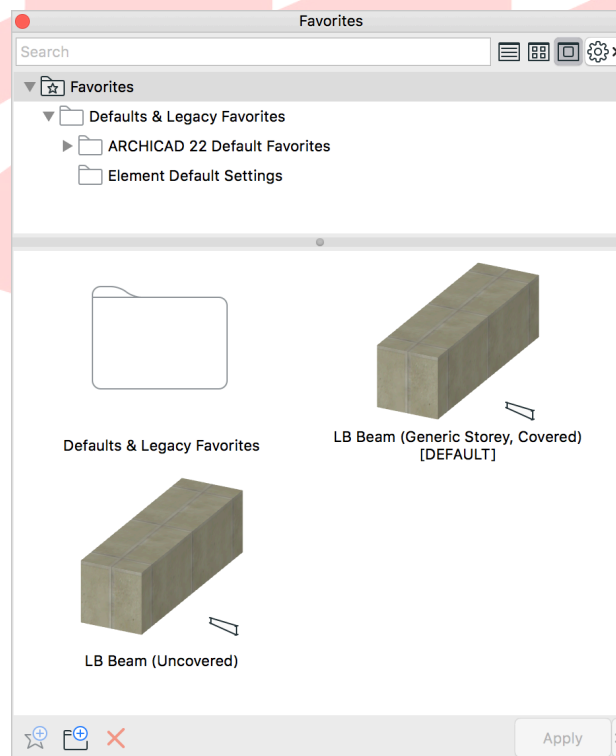 Favorites
Search
Favorites
Defaults & Legacy Favorites
ARCHICAD 22 Default Favorites
Element Default Settings
Defaults & Legacy Favorites
LB Beam (Generic Storey, Covered)
[DEFAULT]
LB Beam (Uncovered)
Apply